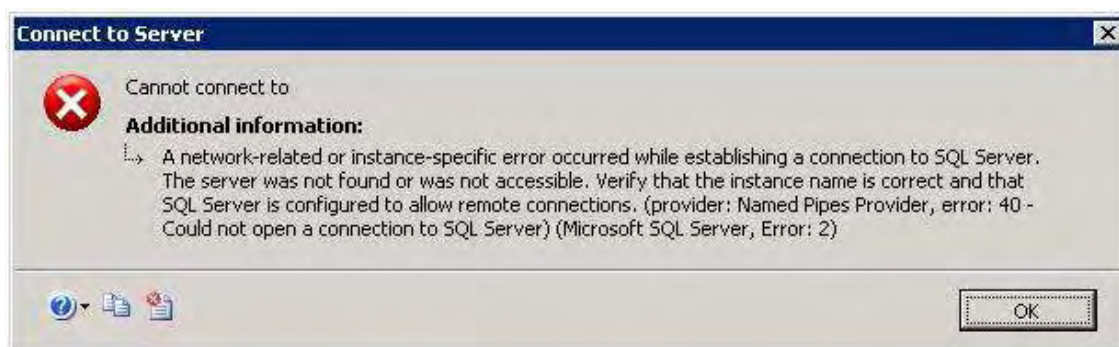 Connect to Server
Cannot connect to
Additional information:
A network-related or instance-specific error occurred while establishing a connection to SQL Server.
The server was not found or was not accessible. Verify that the instance name is correct and that
SQL Server is configured to allow remote connections. (provider: Named Pipes Provider, error: 40 -
Could not open a connection to SQL Server) (Microsoft SQL Server, Error: 2)
OK